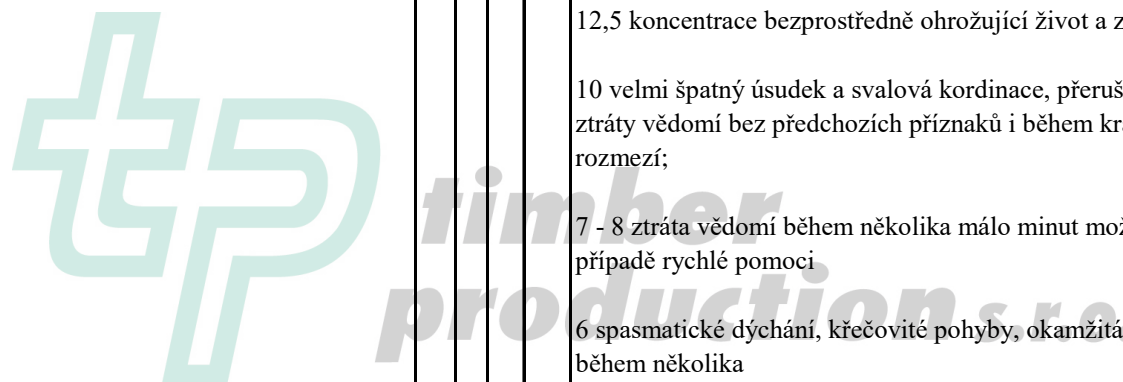 12,5 koncentrace bezprostředně ohrožující život a z
10 velmi špatný úsudek a svalová kordinace, přeruš
ztráty vědomí bez předchozích příznaků i během kr
rozmezí;
timber
7 - 8 ztráta vědomí během několika málo minut mož
případě rychlé pomoci
production s.r.o
6 spasmatické dýchání, křečovité pohyby, okamžitá
během několika
tp